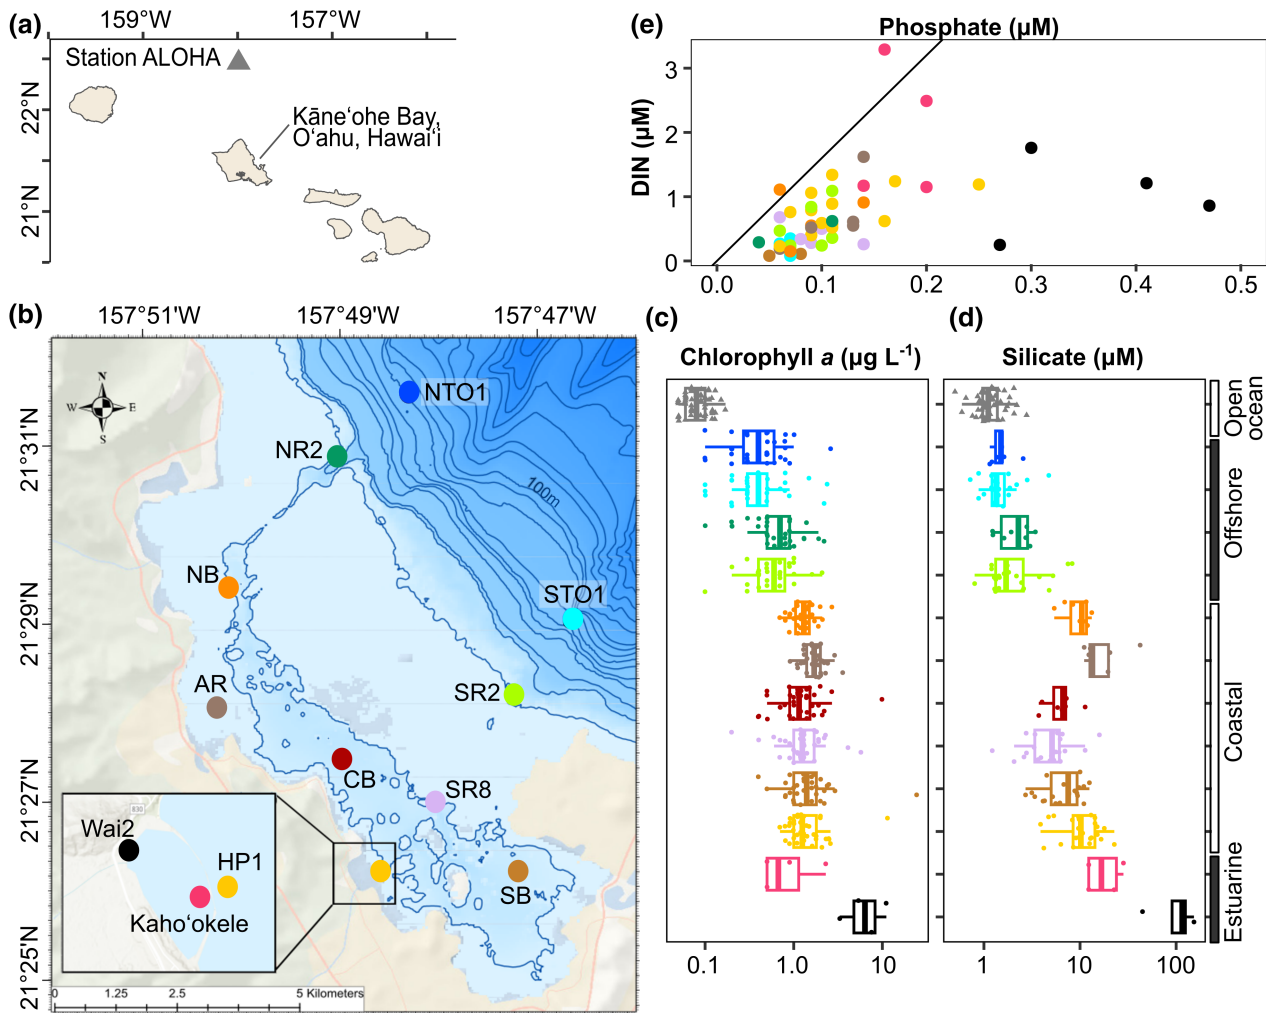 (a)
159°W
157°W
Station ALOHA
22°N
21°N
Kāneʻohe Bay,
Oʻahu, Hawaiʻi
(e)
Phosphate (µM)
DIN (µM)
3
2
1
0
0.0
0.1
0.2
0.3
0.4
0.5
(b)
157°51'W
157°49'W
157°47'W
21°31'N
21°29'N
21°27'N
21°25'N
N
W
E
S
NTO1
NR2
100m
NB
STO1
AR
SR2
CB
SR8
SB
830
Wai2
HP1
Kahoʻokele
0
1.25
2.5
5 Kilometers
(c)
Chlorophyll a (µg L-1)
0.1
1.0
10
(d)
Silicate (µM)
1
10
100
Open
ocean
Offshore
Coastal
Estuarine